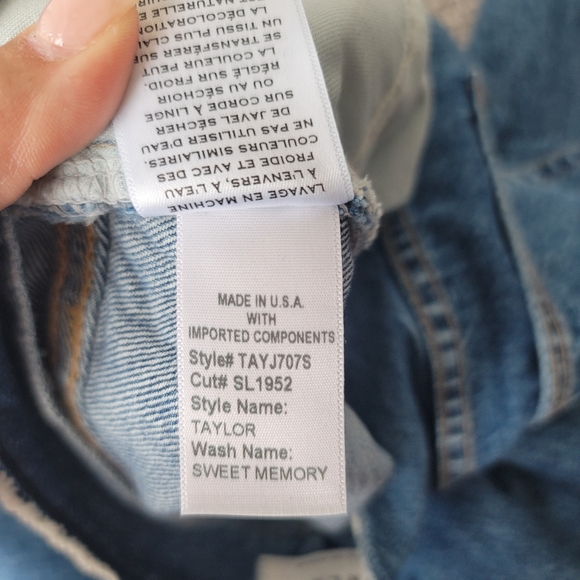 LAVAGE EN MACHINE
À L'ENVERS, À L'EAU
FROIDE ET AVEC DES
COULEURS SIMILAIRES.
NE PAS UTILISER D'EAU
DE JAVEL. SÉCHER
SUR CORDE À LINGE
OU AU SÉCHOIR
RÉGLÉ SUR FROID.
LA COULEUR PEUT
SE TRANSFÉRER SUR
UN TISSU PLUS CLAI
LA DÉCOLORATION
EST NATURELLE E
MADE IN U.S.A.
WITH
IMPORTED COMPONENTS
Style# TAYJ707S
Cut# SL1952
Style Name:
TAYLOR
Wash Name:
SWEET MEMORY